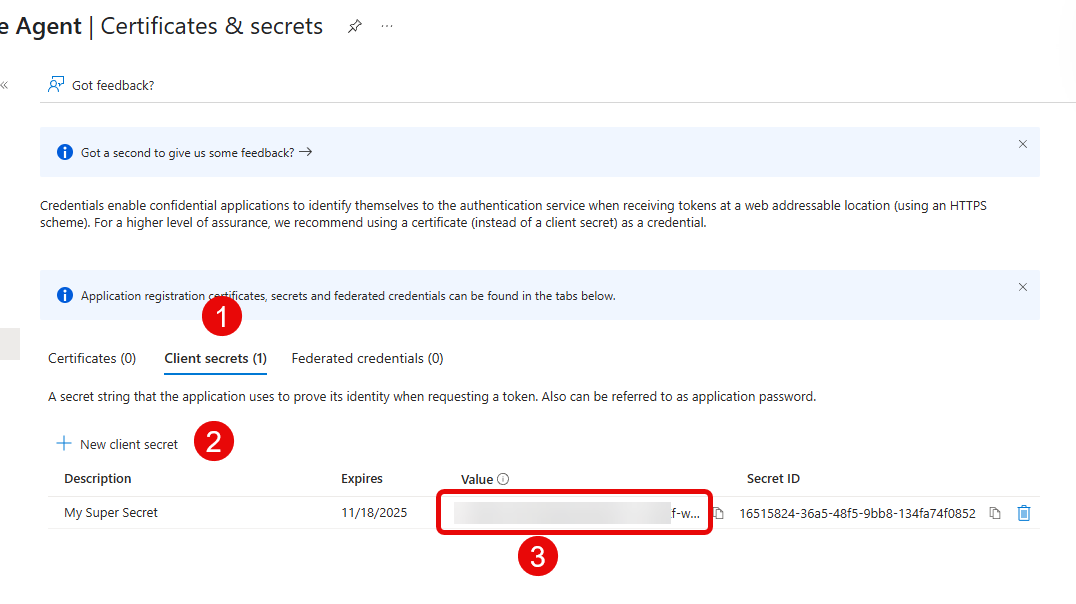 e Agent | Certificates & secrets
Got feedback?
Got a second to give us some feedback?
Credentials enable confidential applications to identify themselves to the authentication service when receiving tokens at a web addressable location (using an HTTPS
scheme). For a higher level of assurance, we recommend using a certificate (instead of a client secret) as a credential.
Application registration certificates, secrets and federated credentials can be found in the tabs below.
1
Certificates (0) Client secrets (1) Federated credentials (0)
A secret string that the application uses to prove its identity when requesting a token. Also can be referred to as application password.
New client secret 2
Description Expires Value Secret ID
My Super Secret 11/18/2025 f-w... 16515824-36a5-48f5-9bb8-134fa74f0852
3